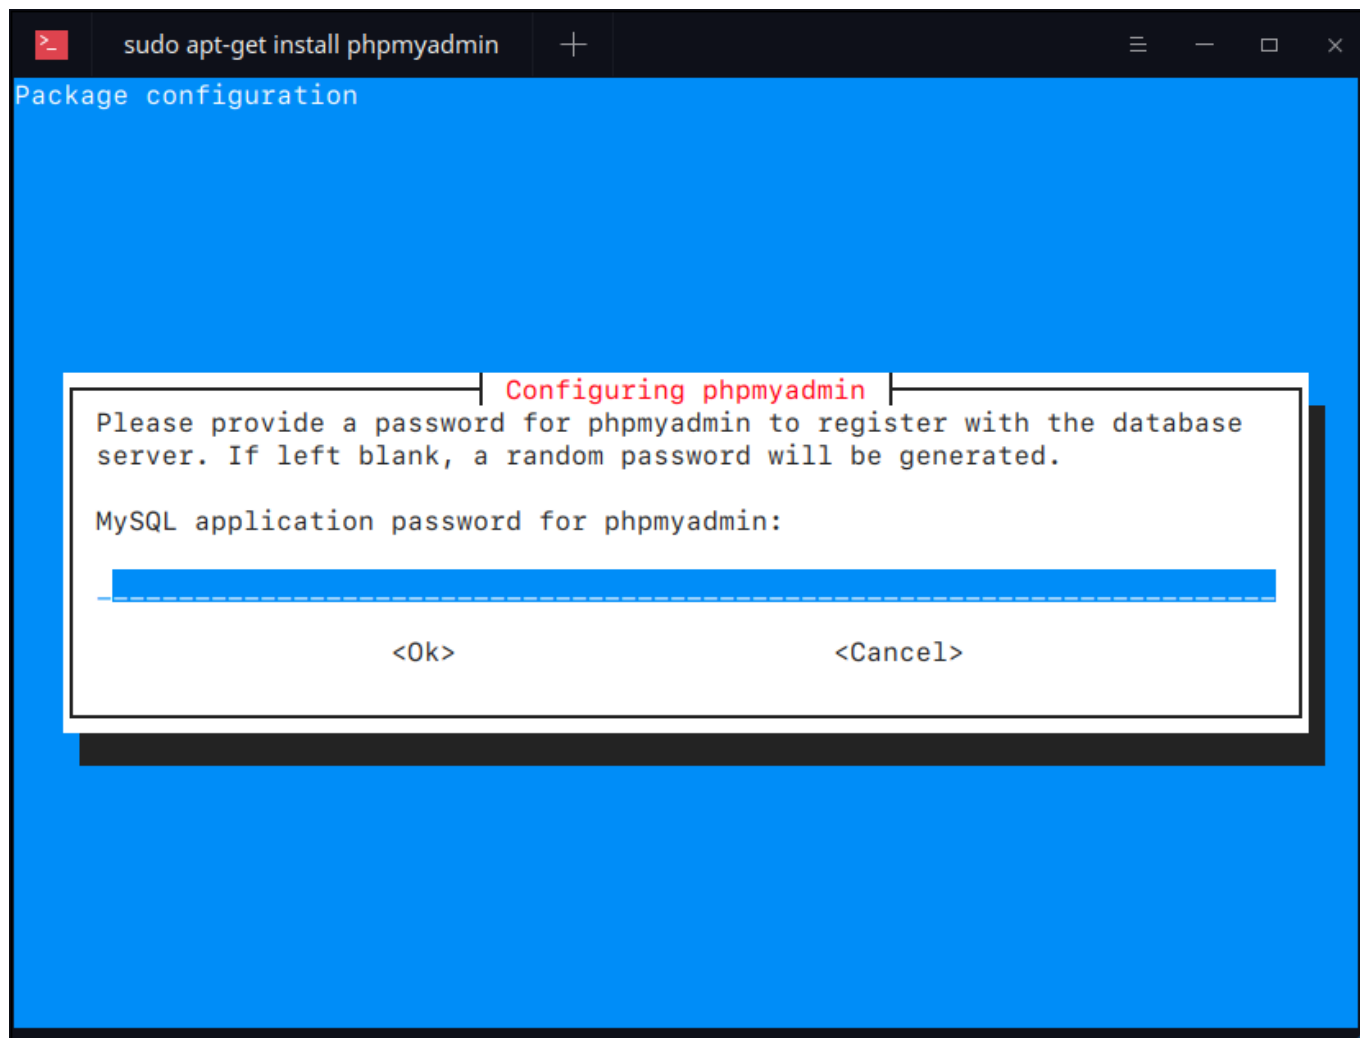 sudo apt-get install phpmyadmin
Package configuration
Configuring phpmyadmin
Please provide a password for phpmyadmin to register with the database
server. If left blank, a random password will be generated.
MySQL application password for phpmyadmin:
<Ok> <Cancel>